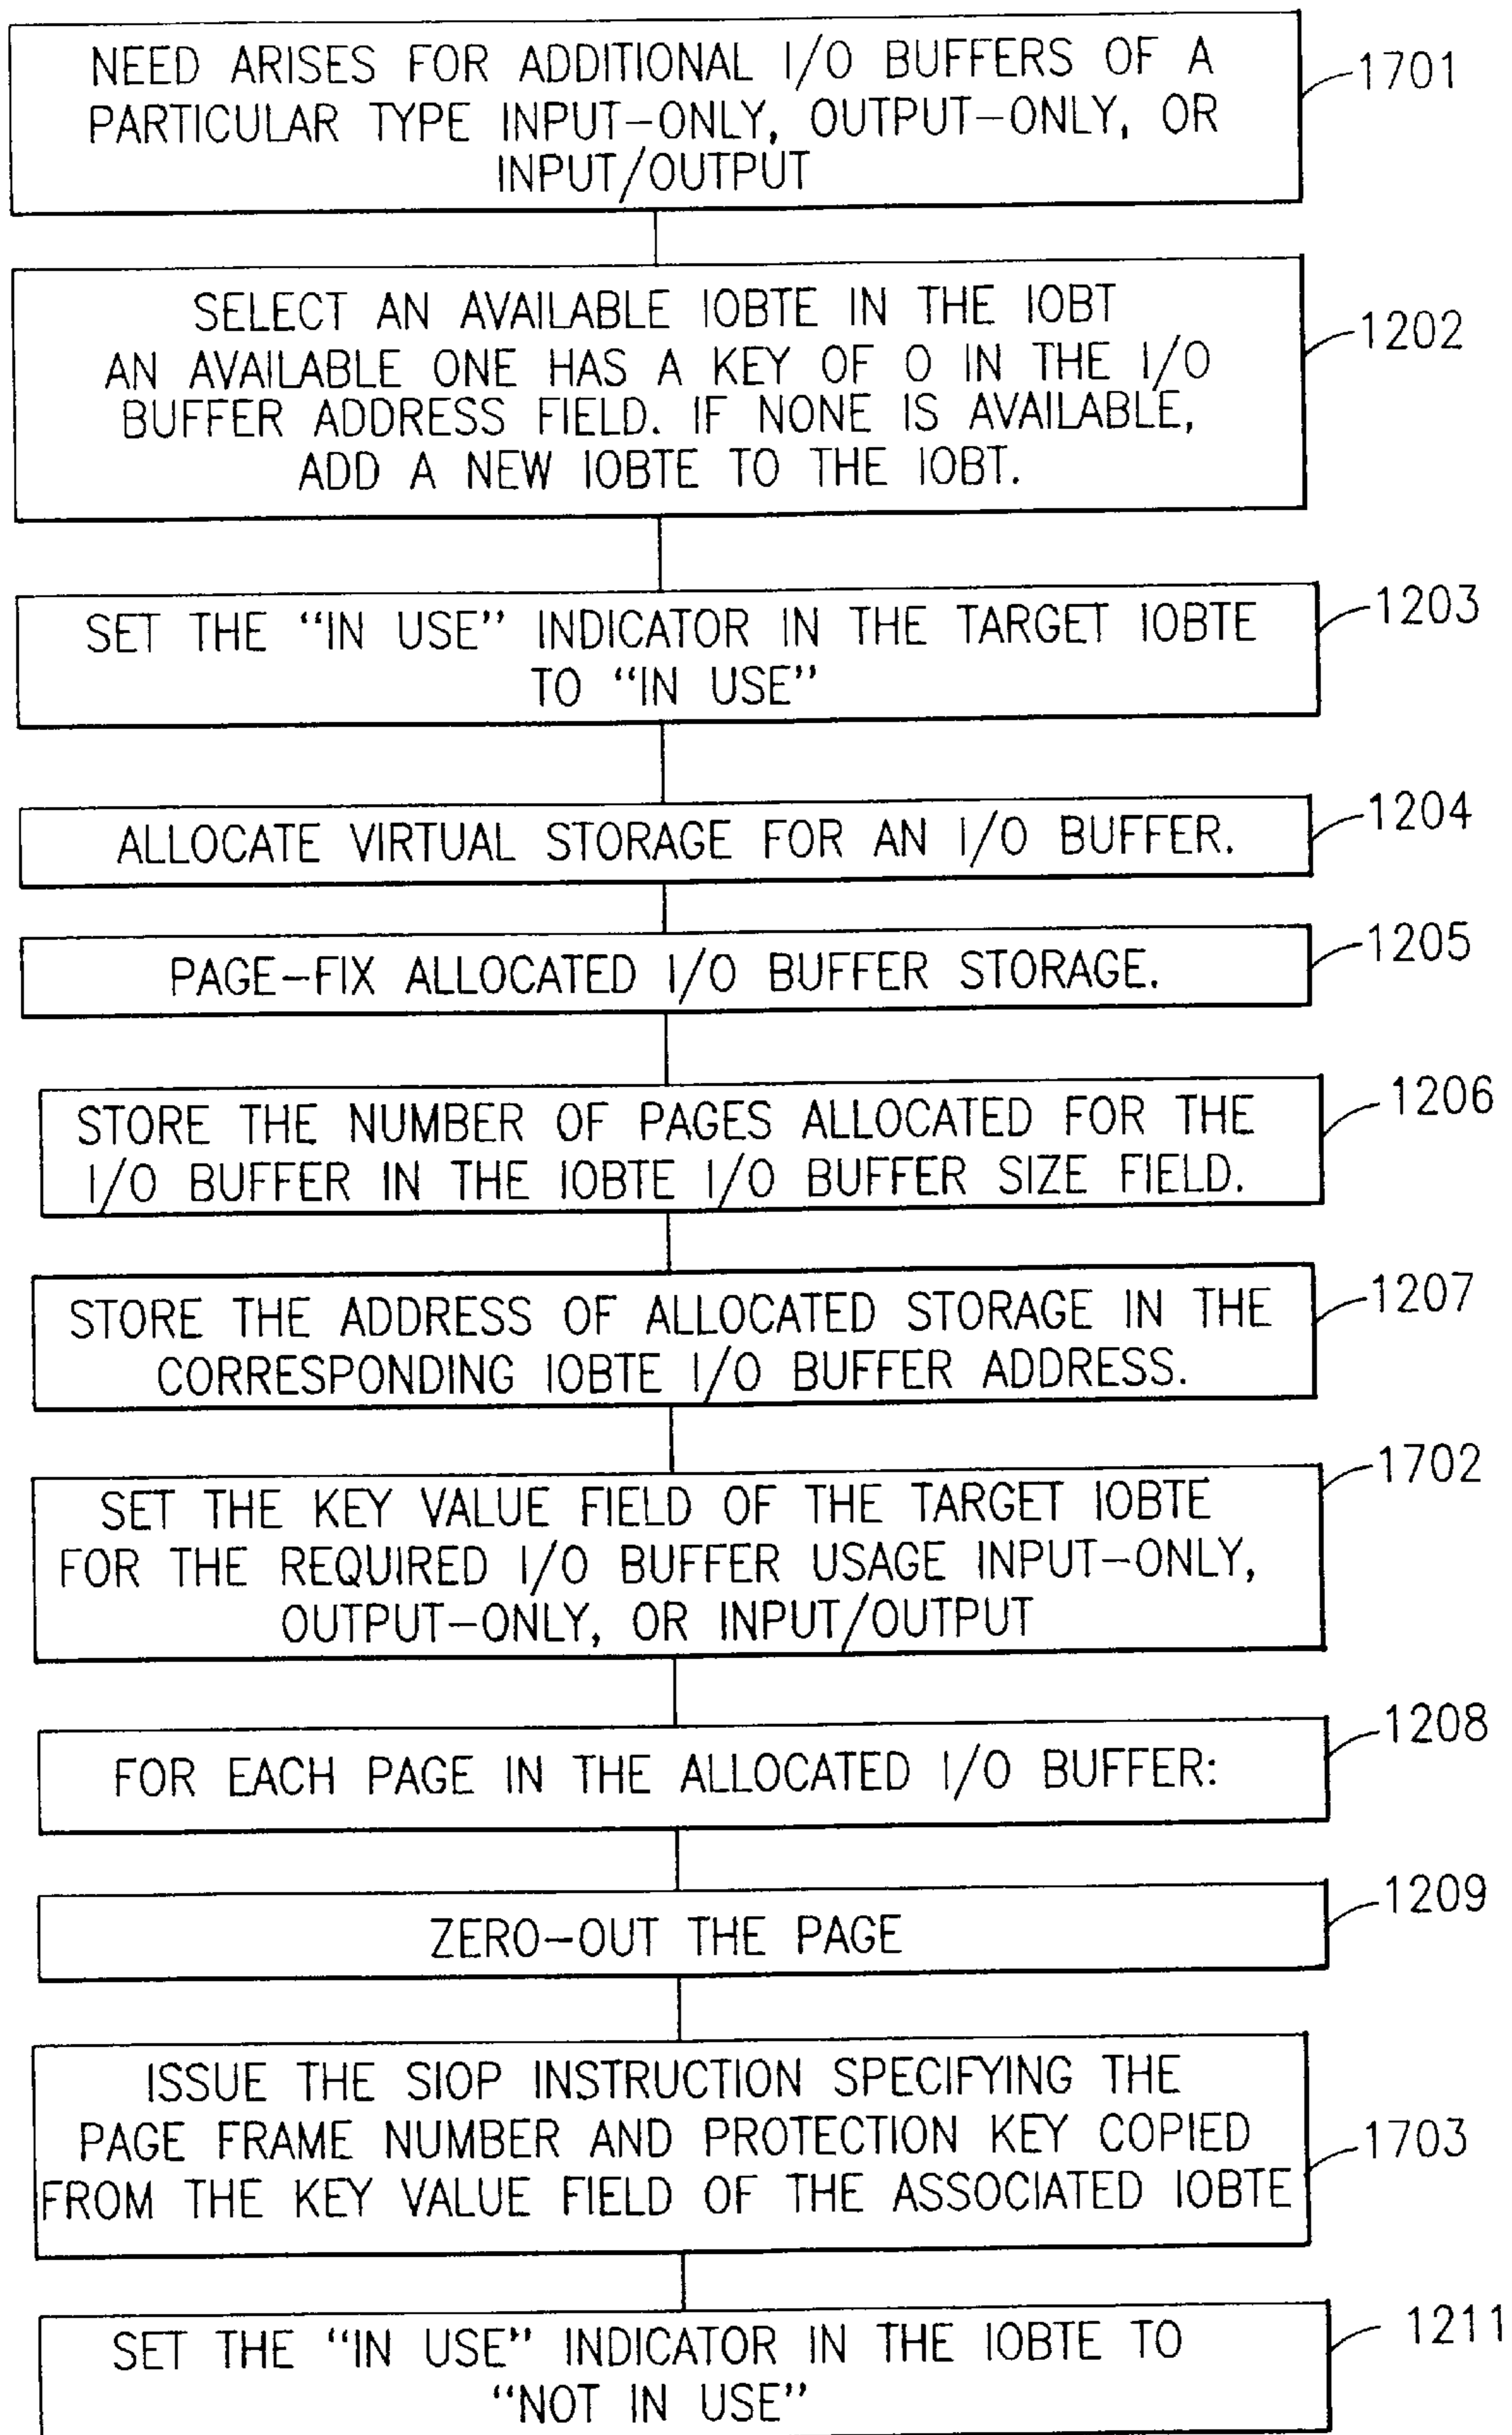 NEED ARISES FOR ADDITIONAL I/O BUFFERS OF A
PARTICULAR TYPE INPUT-ONLY, OUTPUT-ONLY, OR
INPUT/OUTPUT
1701
SELECT AN AVAILABLE IOBTE IN THE IOBT
AN AVAILABLE ONE HAS A KEY OF 0 IN THE I/O
BUFFER ADDRESS FIELD. IF NONE IS AVAILABLE,
ADD A NEW IOBTE TO THE IOBT.
1202
SET THE “IN USE” INDICATOR IN THE TARGET IOBTE
TO “IN USE”
1203
ALLOCATE VIRTUAL STORAGE FOR AN I/O BUFFER.
1204
PAGE-FIX ALLOCATED I/O BUFFER STORAGE.
1205
STORE THE NUMBER OF PAGES ALLOCATED FOR THE
I/O BUFFER IN THE IOBTE I/O BUFFER SIZE FIELD.
1206
STORE THE ADDRESS OF ALLOCATED STORAGE IN THE
CORRESPONDING IOBTE I/O BUFFER ADDRESS.
1207
SET THE KEY VALUE FIELD OF THE TARGET IOBTE
FOR THE REQUIRED I/O BUFFER USAGE INPUT-ONLY,
OUTPUT-ONLY, OR INPUT/OUTPUT
1702
FOR EACH PAGE IN THE ALLOCATED I/O BUFFER:
1208
ZERO-OUT THE PAGE
1209
ISSUE THE SIOP INSTRUCTION SPECIFYING THE
PAGE FRAME NUMBER AND PROTECTION KEY COPIED
FROM THE KEY VALUE FIELD OF THE ASSOCIATED IOBTE
1703
SET THE “IN USE” INDICATOR IN THE IOBTE TO
“NOT IN USE”
1211